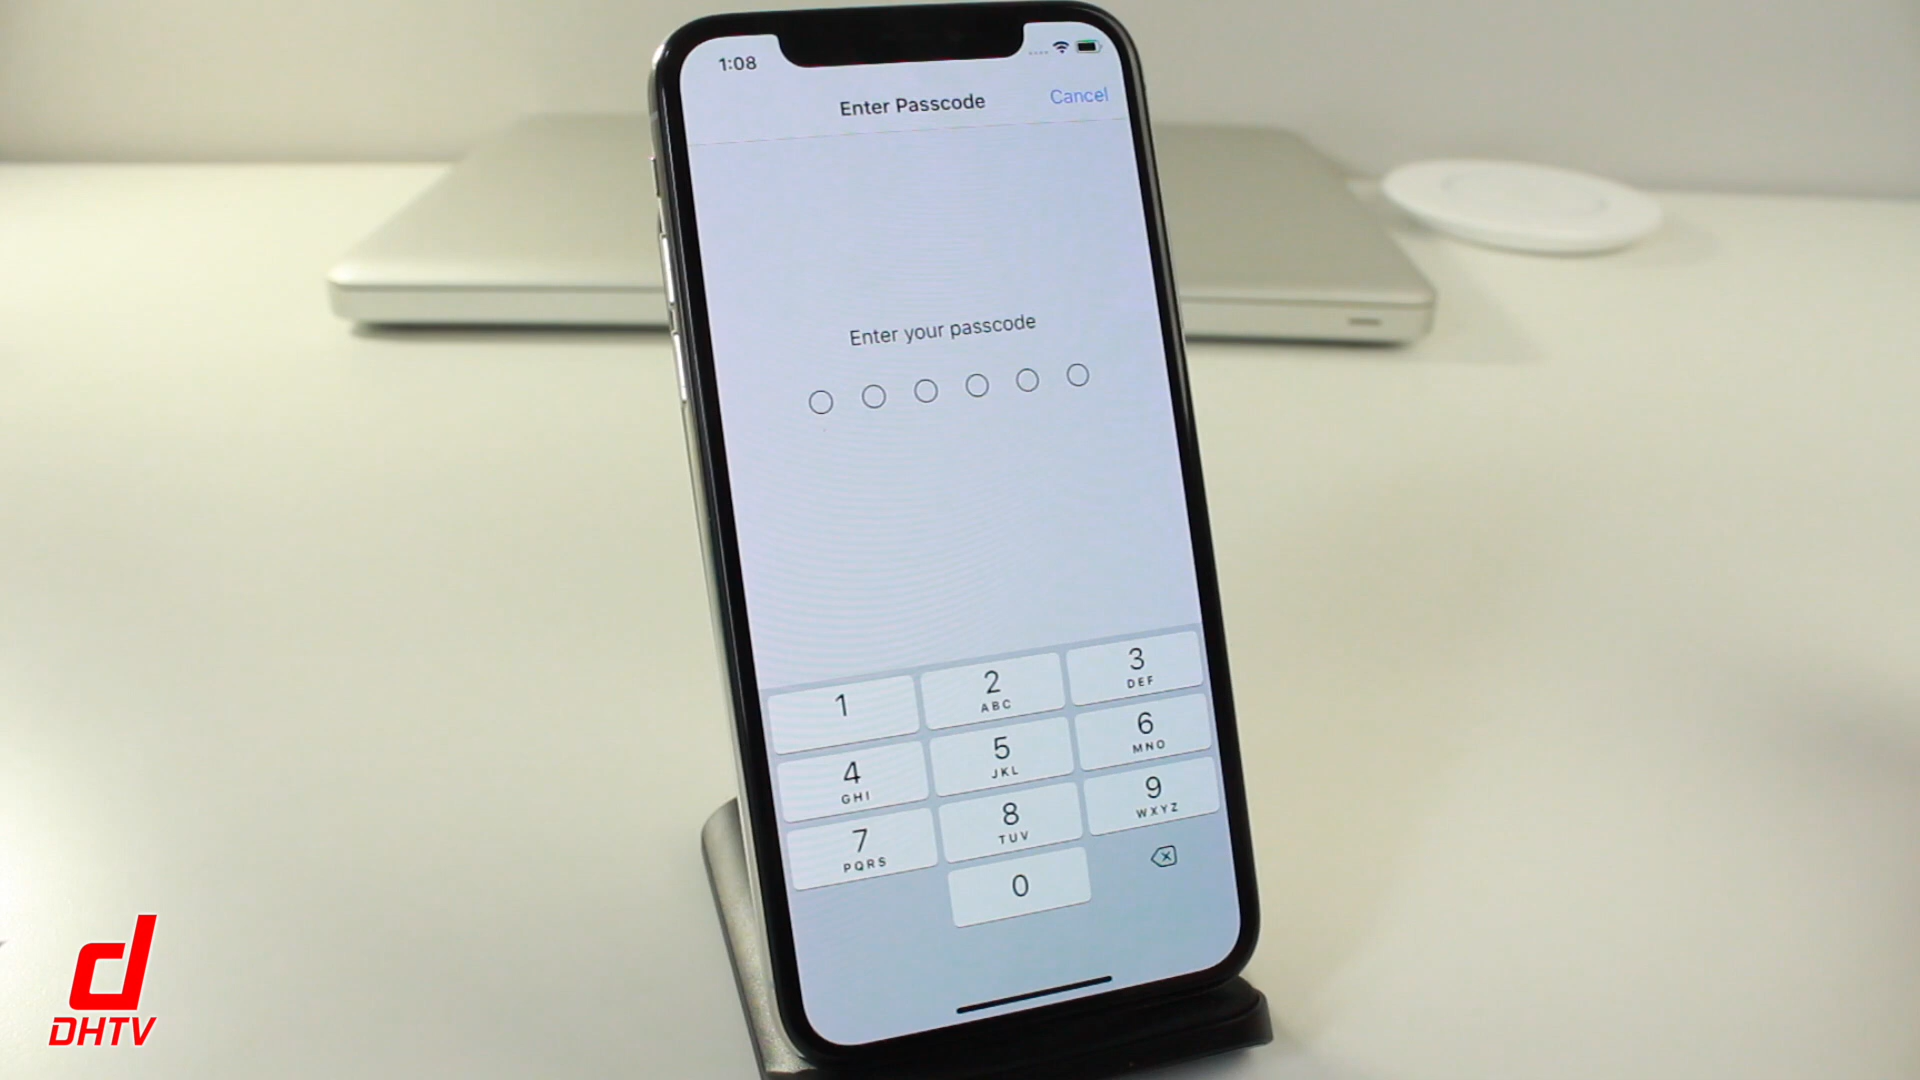 1:08
Enter Passcode
Cancel
Enter your passcode
1
2
ABC
3
DEF
4
GHI
5
JKL
6
MNO
7
PQRS
8
TUV
9
WXYZ
0
d
DHTV